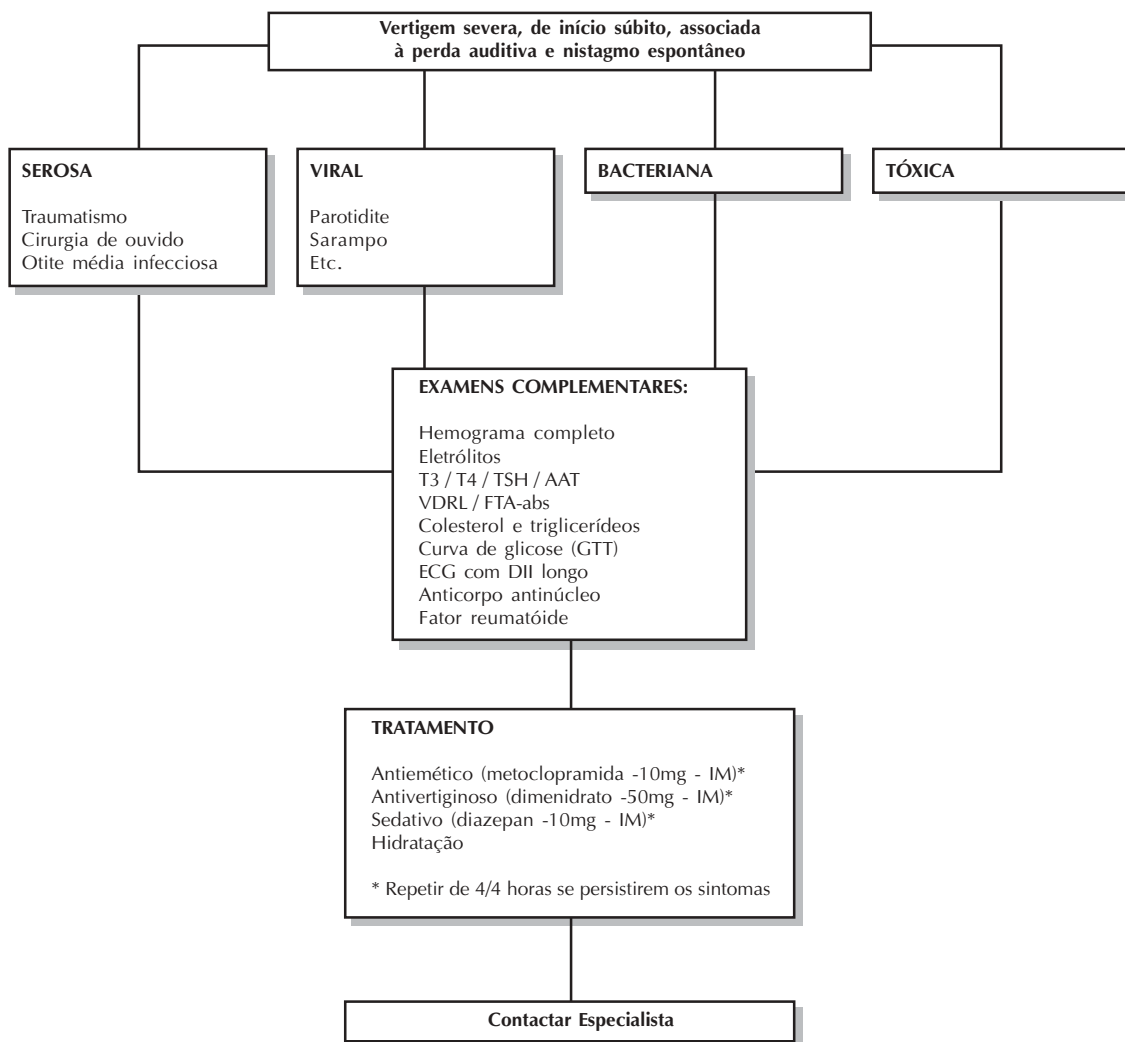 Vertigem severa, de início súbito, associada
à perda auditiva e nistagmo espontâneo
SEROSA
Traumatismo
Cirurgia de ouvido
Otite média infecciosa
VIRAL
Parotidite
Sarampo
Etc.
BACTERIANA
TÓXICA
EXAMENS COMPLEMENTARES:
Hemograma completo
Eletrólitos
T3 / T4 / TSH / AAT
VDRL / FTA-abs
Colesterol e triglicerídeos
Curva de glicose (GTT)
ECG com DII longo
Anticorpo antinúcleo
Fator reumatóide
TRATAMENTO
Antiemético (metoclopramida -10mg - IM)*
Antivertiginoso (dimenidrato -50mg - IM)*
Sedativo (diazepan -10mg - IM)*
Hidratação
* Repetir de 4/4 horas se persistirem os sintomas
Contactar Especialista